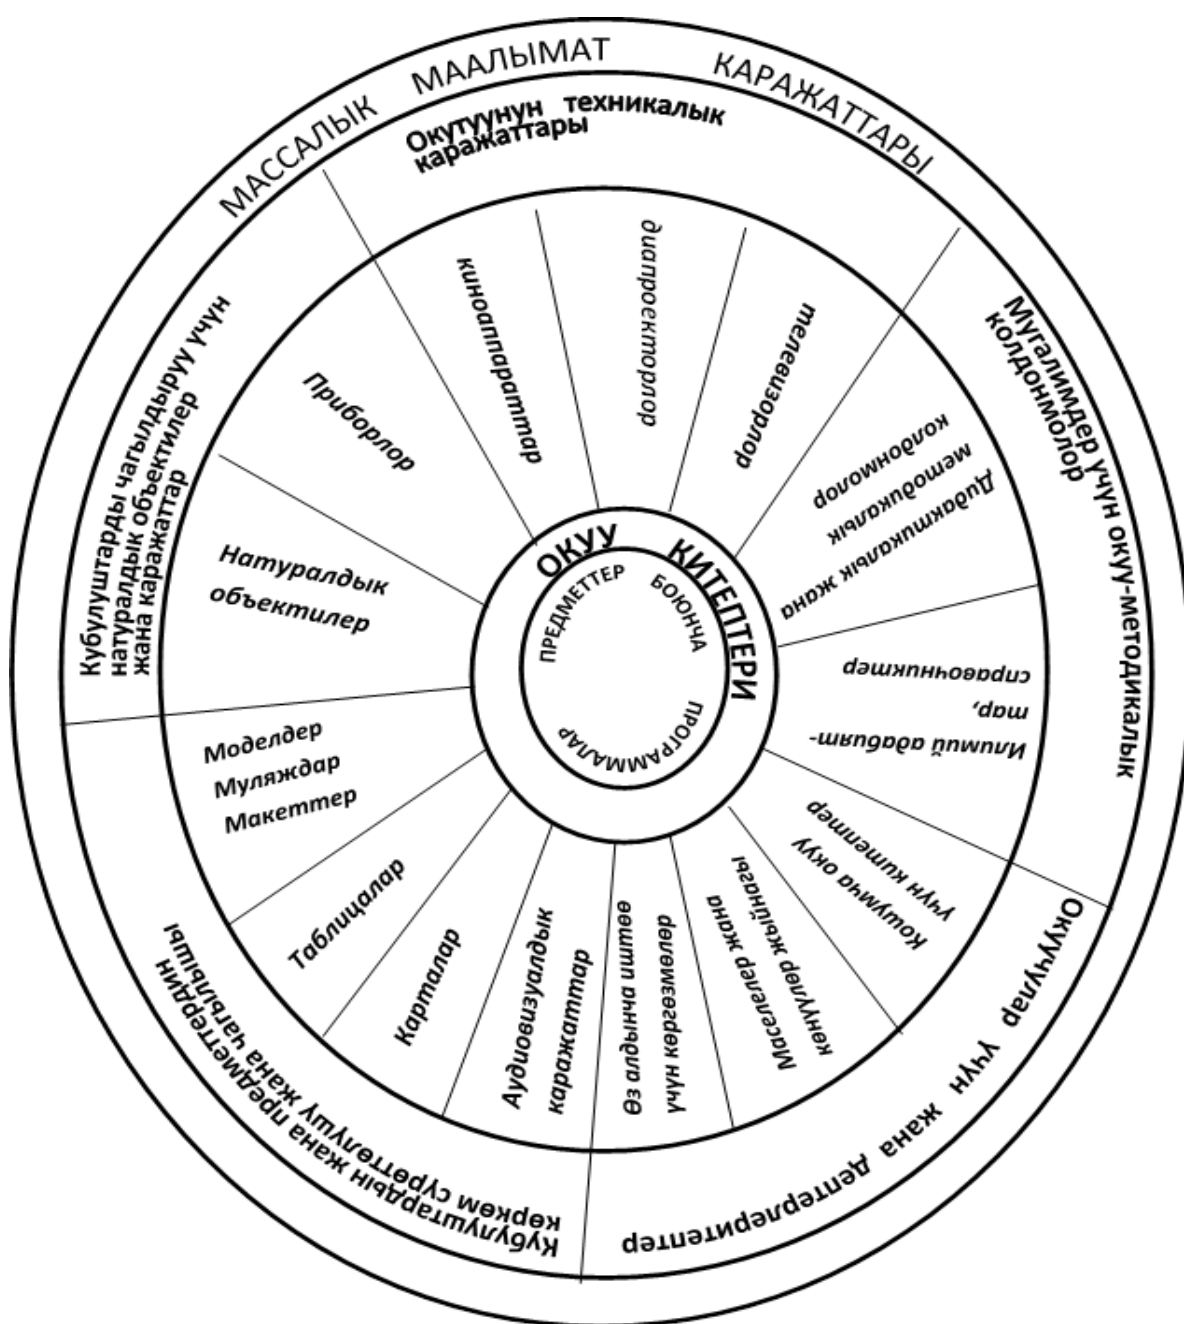 МАССАЛЫК МААЛЫМАТ КАРАЖАТТАРЫ
Окутуунун техникалык
каражаттары
Мугалимдер үчүн окуу-методикалык
колдонмолор
Окуучулар үчүн жана дептерлеритептер
Кубулуштардын жана предметтердин
көркөм сүрөттөлүшү жана чагылышы
Кубулуштарды чагылдыруу үчүн
натуралдык объектилер
жана каражаттар
киноаппараттар
диапроекторлор
телевизорлор
Дидактикалык жана
методикалык
колдонмолор
Илимий адабият-
тар,
справочниктер
Кошумча окуу
үчүн китептер
Маселелер жана
көнүүлөр жыйнагы
Өз алдынча иштөө
үчүн көргөзмөлөр
Аудиовизуалдык
каражаттар
Карталар
Таблицалар
Моделдер
Муляждар
Макеттер
Натуралдык
объектилер
Приборлор
ОКУУ КИТЕПТЕРИ
ПРЕДМЕТТЕР БОЮНЧА
ПРОГРАММАЛАР